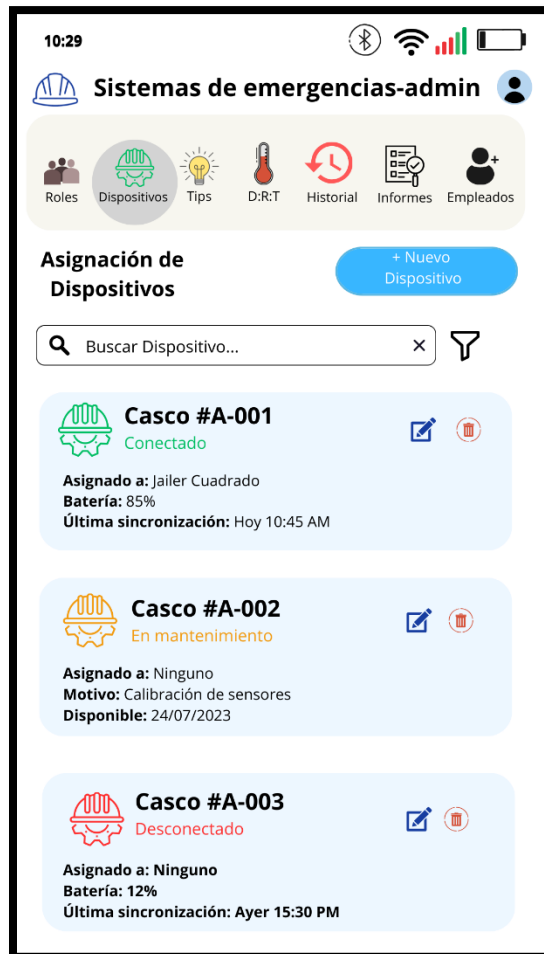 10:29
Sistemas de emergencias-admin
Roles
Dispositivos
Tips
D:R:T
Historial
Informes
Empleados
Asignación de
Dispositivos
+ Nuevo
Dispositivo
Buscar Dispositivo...
Casco #A-001
Conectado
Asignado a: Jailer Cuadrado
Batería: 85%
Última sincronización: Hoy 10:45 AM
Casco #A-002
En mantenimiento
Asignado a: Ninguno
Motivo: Calibración de sensores
Disponible: 24/07/2023
Casco #A-003
Desconectado
Asignado a: Ninguno
Batería: 12%
Última sincronización: Ayer 15:30 PM